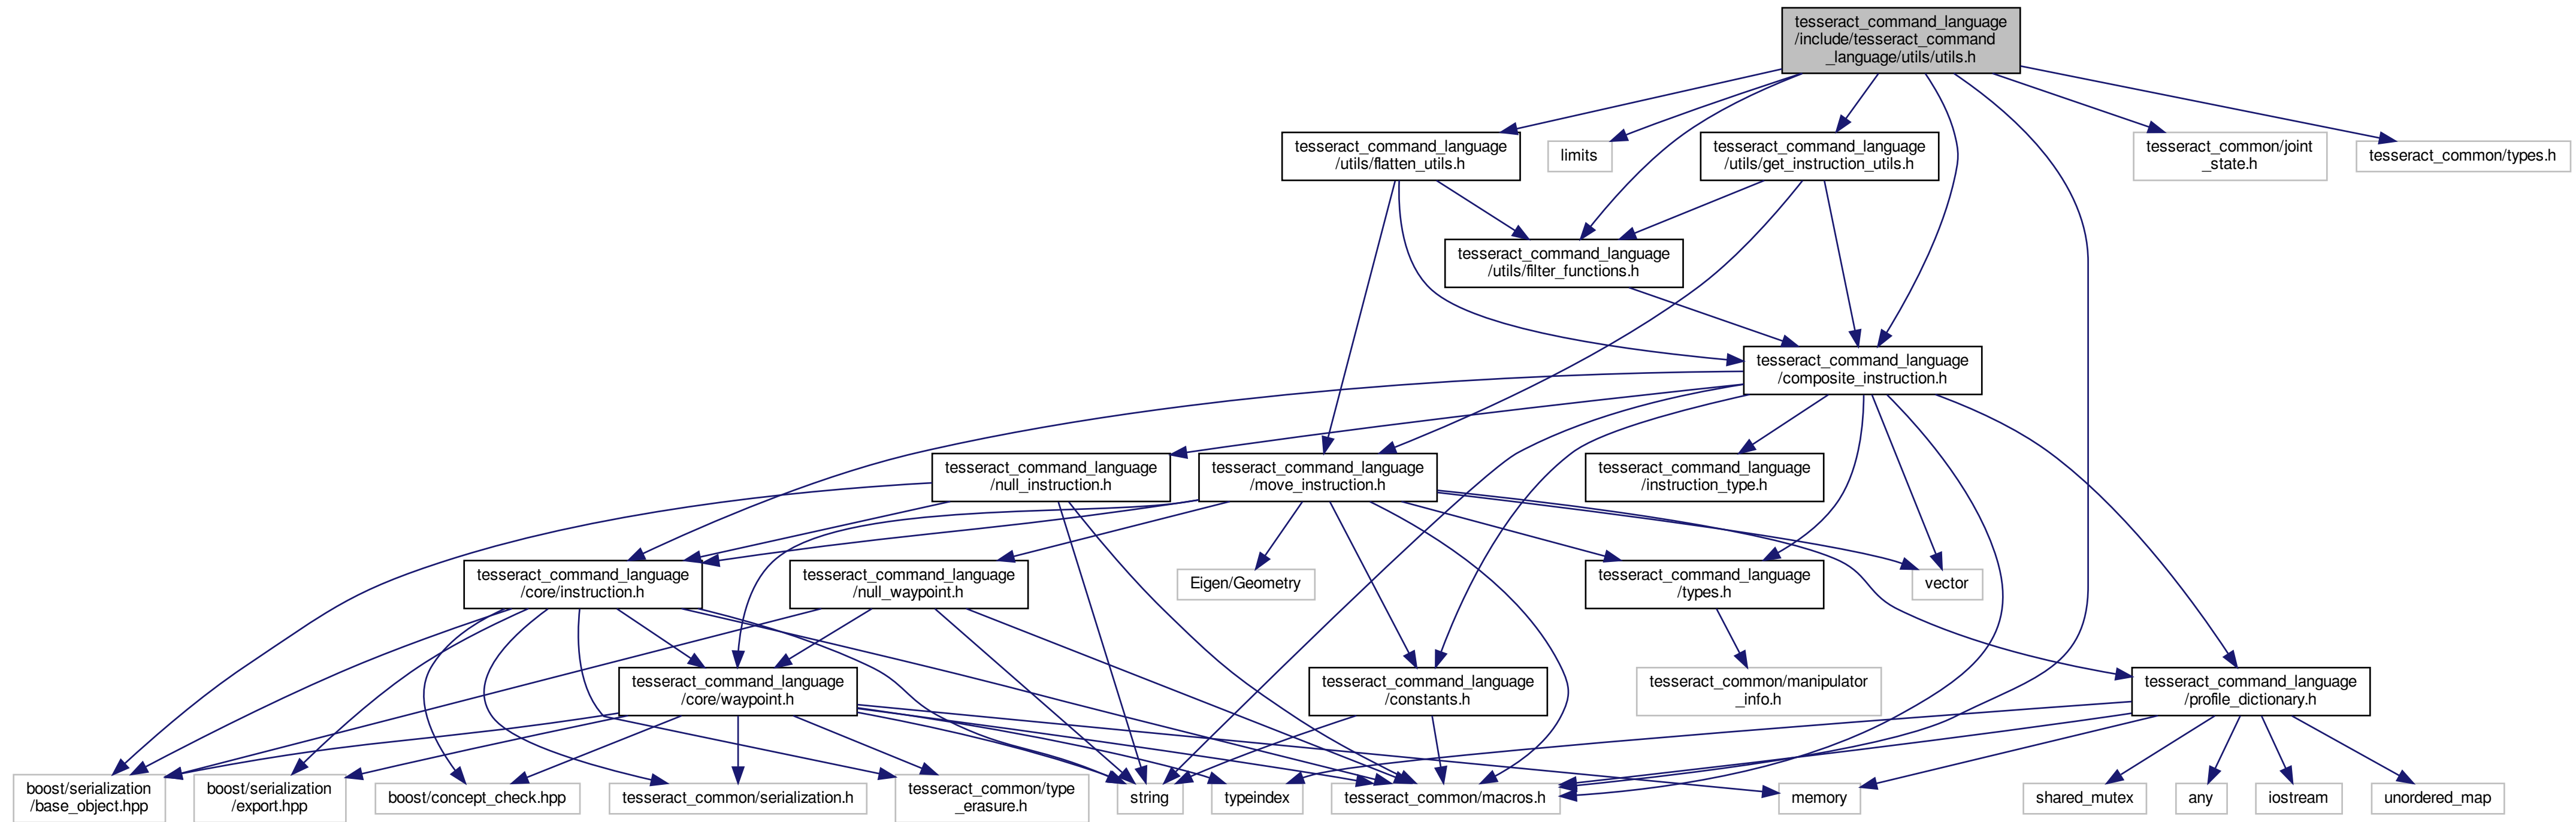 tesseract_command_language
/include/tesseract_command
_language/utils/utils.h
tesseract_command_language
/utils/flatten_utils.h
limits
tesseract_command_language
/utils/get_instruction_utils.h
tesseract_common/joint
_state.h
tesseract_common/types.h
tesseract_command_language
/utils/filter_functions.h
tesseract_command_language
/composite_instruction.h
tesseract_command_language
/null_instruction.h
tesseract_command_language
/move_instruction.h
tesseract_command_language
/instruction_type.h
tesseract_command_language
/core/instruction.h
tesseract_command_language
/null_waypoint.h
Eigen/Geometry
tesseract_command_language
/types.h
vector
tesseract_command_language
/core/waypoint.h
tesseract_command_language
/constants.h
tesseract_common/manipulator
_info.h
tesseract_command_language
/profile_dictionary.h
boost/serialization
/base_object.hpp
boost/serialization
/export.hpp
boost/concept_check.hpp
tesseract_common/serialization.h
tesseract_common/type
_erasure.h
string
typeindex
tesseract_common/macros.h
memory
shared_mutex
any
iostream
unordered_map